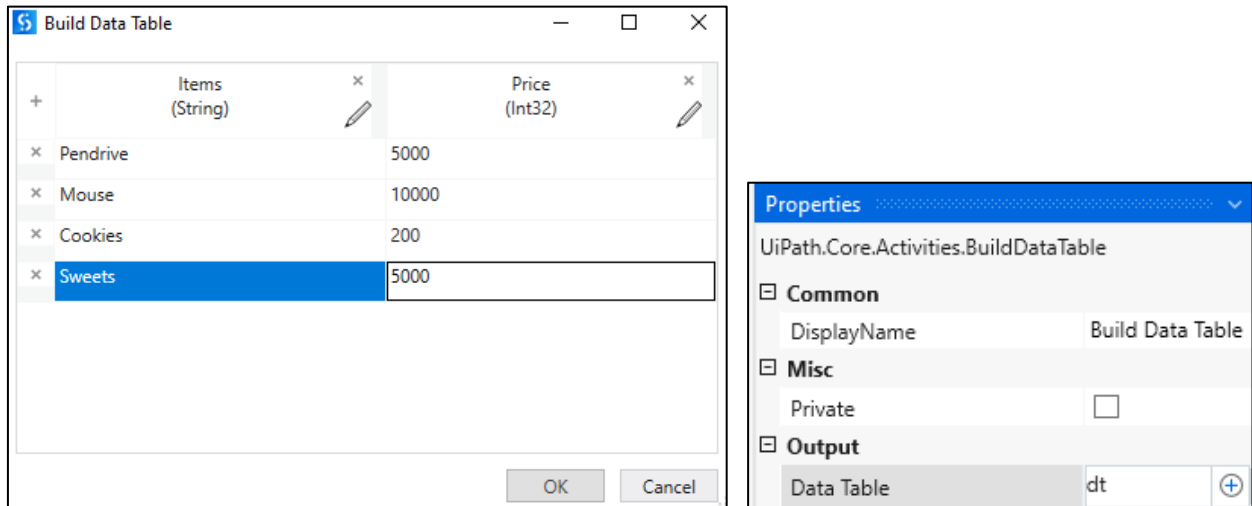 Build Data Table
Items Price
(String) (Int32)
Pendrive 5000
Mouse 10000
Cookies 200
Sweets 5000
OK Cancel
Properties
UiPath.Core.Activities.BuildDataTable
Common
DisplayName Build Data Table
Misc
Private
Output
Data Table dt